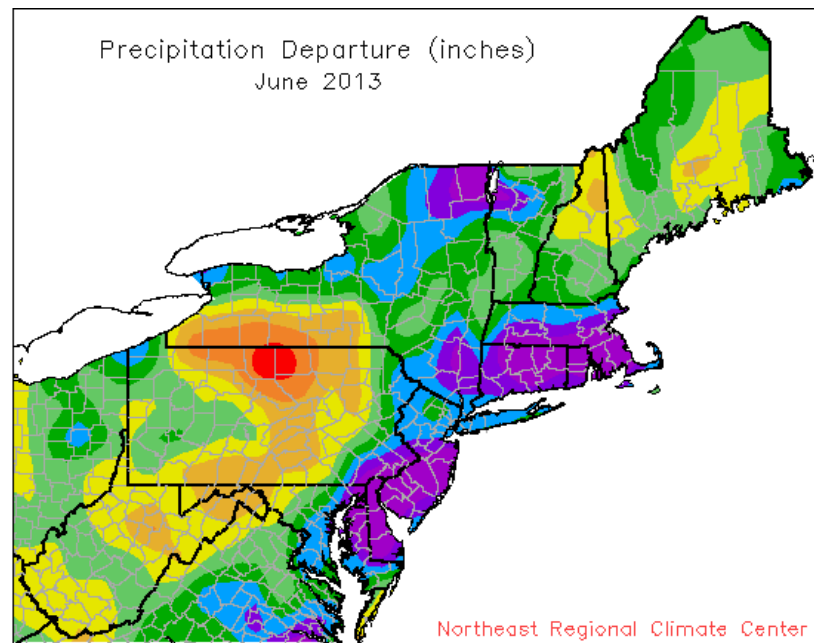 Precipitation Departure (inches)
June 2013
Northeast Regional Climate Center